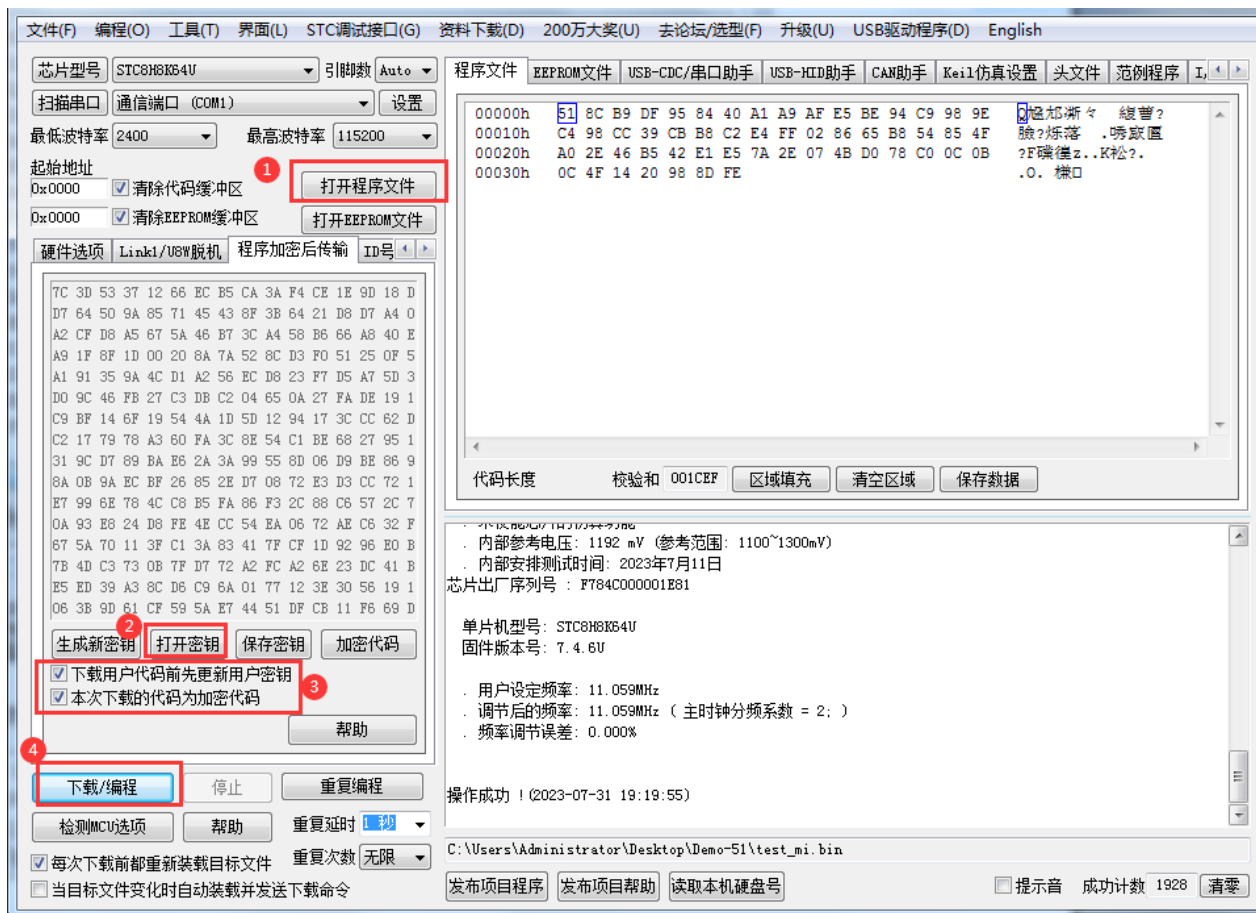 文件(F) 编程(O) 工具(T) 界面(L) STC调试接口(G) 资料下载(D) 200万大奖(U) 去论坛/选型(F) 升级(U) USB驱动程序(D) English
芯片型号 STC8H8K64U 引脚数 Auto
扫描串口 通信端口 (COM1) 设置
最低波特率 2400 最高波特率 115200
起始地址
0x0000 清除代码缓冲区 1 打开程序文件
0x0000 清除EEPROM缓冲区 打开EEPROM文件
硬件选项 Link1/U8W脱机 程序加密后传输 ID号
7C 3D 53 37 12 66 EC B5 CA 3A F4 CE 1E 9D 18 D
D7 64 50 9A 85 71 45 43 8F 3B 64 21 D8 D7 A4 0
A2 CF D8 A5 67 5A 46 B7 3C A4 58 B6 66 A8 40 E
A9 1F 8F 1D 00 20 8A 7A 52 8C D3 F0 51 25 0F 5
A1 91 35 9A 4C D1 A2 56 EC D8 23 F7 D5 A7 5D 3
D0 9C 46 FB 27 C3 DB C2 04 65 0A 27 FA DE 19 1
C9 BF 14 6F 19 54 4A 1D 5D 12 94 17 3C CC 62 D
C2 17 79 78 A3 60 FA 3C 8E 54 C1 BE 68 27 95 1
31 9C D7 89 BA E6 2A 3A 99 55 8D 06 D9 BE 86 9
8A 0B 9A EC BF 26 85 2E D7 08 72 E3 D3 CC 72 1
E7 99 6E 78 4C C8 B5 FA 86 F3 2C 88 C6 57 2C 7
0A 93 E8 24 D8 FE 4E CC 54 EA 06 72 AE C6 32 F
67 5A 70 11 3F C1 3A 83 41 7F CF 1D 92 96 E0 B
7B 4D C3 73 0B 7F D7 72 A2 FC A2 6E 23 DC 41 B
E5 ED 39 A3 8C D6 C9 6A 01 77 12 3E 30 56 19 1
06 3B 9D 61 CF 59 5A E7 44 51 DF CB 11 F6 69 D
2
生成新密钥 打开密钥 保存密钥 加密代码
下载用户代码前先更新用户密钥
本次下载的代码为加密代码
3
帮助
4
下载/编程 停止 重复编程
检测MCU选项 帮助 重复延时 1 秒
每次下载前都重新装载目标文件 重复次数 无限
当目标文件变化时自动装载并发送下载命令
程序文件 EEPROM文件 USB-CDC/串口助手 USB-HID助手 CAN助手 Keil仿真设置 头文件 范例程序 I,
00000h 51 8C B9 DF 95 84 40 A1 A9 AF E5 BE 94 C9 98 9E
00010h C4 98 CC 39 CB B8 C2 E4 FF 02 86 65 B8 54 85 4F
00020h A0 2E 46 B5 42 E1 E5 7A 2E 07 4B D0 78 C0 0C 0B
00030h 0C 4F 14 20 98 8D FE
代码长度 校验和 001CEF 区域填充 清空区域 保存数据
. 内部参考电压: 1192 mV (参考范围: 1100~1300mV)
. 内部安排测试时间: 2023年7月11日
芯片出厂序列号 : F784C000001E81
单片机型号: STC8H8K64U
固件版本号: 7.4.6U
. 用户设定频率: 11.059MHz
. 调节后的频率: 11.059MHz ( 主时钟分频系数 = 2; )
. 频率调节误差: 0.000%
操作成功 !(2023-07-31 19:19:55)
C:\Users\Administrator\Desktop\Demo-51\test_mi.bin
发布项目程序 发布项目帮助 读取本机硬盘号 提示音 成功计数 1928 清零